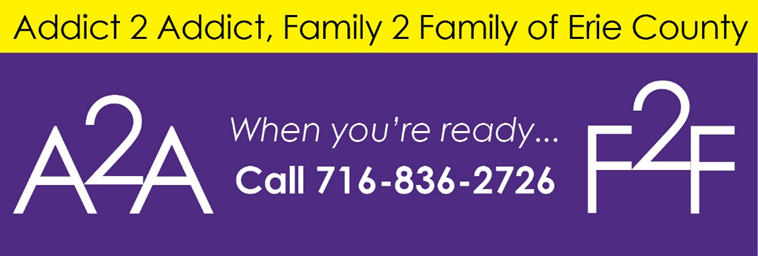 Addict 2 Addict, Family 2 Family of Erie County
A2A
When you're ready...
Call 716-836-2726
F2F